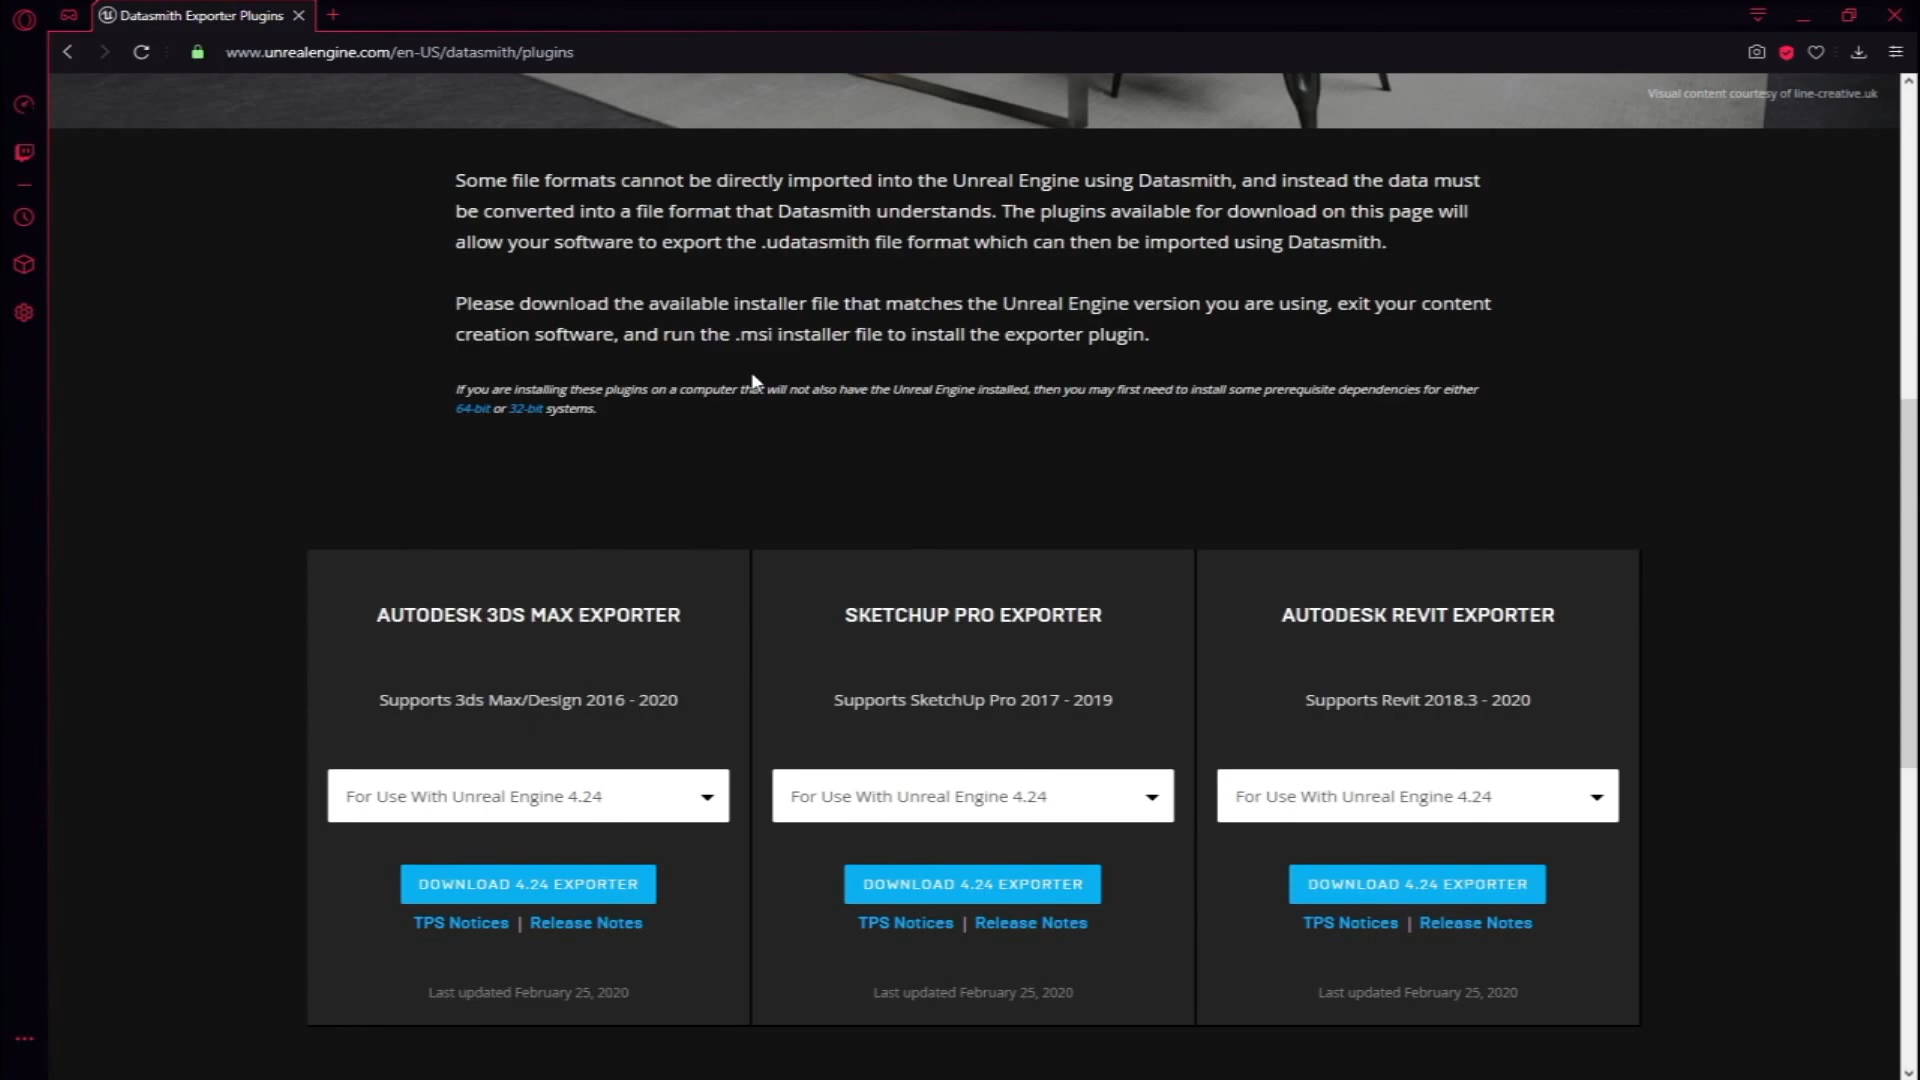 Datasmith Exporter Plugins
www.unrealengine.com/en-US/datasmith/plugins
Visual content courtesy of line-creative.uk
Some file formats cannot be directly imported into the Unreal Engine using Datasmith, and instead the data must
be converted into a file format that Datasmith understands. The plugins available for download on this page will
allow your software to export the .udatasmith file format which can then be imported using Datasmith.
Please download the available installer file that matches the Unreal Engine version you are using, exit your content
creation software, and run the .msi installer file to install the exporter plugin.
If you are installing these plugins on a computer that will not also have the Unreal Engine installed, then you may first need to install some prerequisite dependencies for either
64-bit or 32-bit systems.
AUTODESK 3DS MAX EXPORTER
Supports 3ds Max/Design 2016 - 2020
For Use With Unreal Engine 4.24
DOWNLOAD 4.24 EXPORTER
TPS Notices | Release Notes
Last updated February 25, 2020
SKETCHUP PRO EXPORTER
Supports SketchUp Pro 2017 - 2019
For Use With Unreal Engine 4.24
DOWNLOAD 4.24 EXPORTER
TPS Notices | Release Notes
Last updated February 25, 2020
AUTODESK REVIT EXPORTER
Supports Revit 2018.3 - 2020
For Use With Unreal Engine 4.24
DOWNLOAD 4.24 EXPORTER
TPS Notices | Release Notes
Last updated February 25, 2020